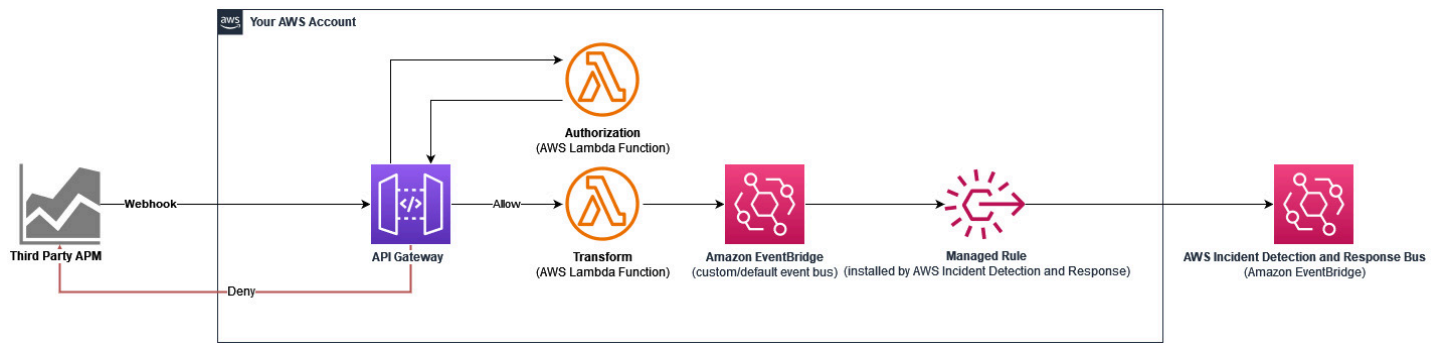 aws
Your AWS Account
Authorization
(AWS Lambda Function)
Webhook
</>
Allow
Third Party APM
API Gateway
Transform
(AWS Lambda Function)
Amazon EventBridge
(custom/default event bus)
Managed Rule
(installed by AWS Incident Detection and Response)
AWS Incident Detection and Response Bus
(Amazon EventBridge)
Deny